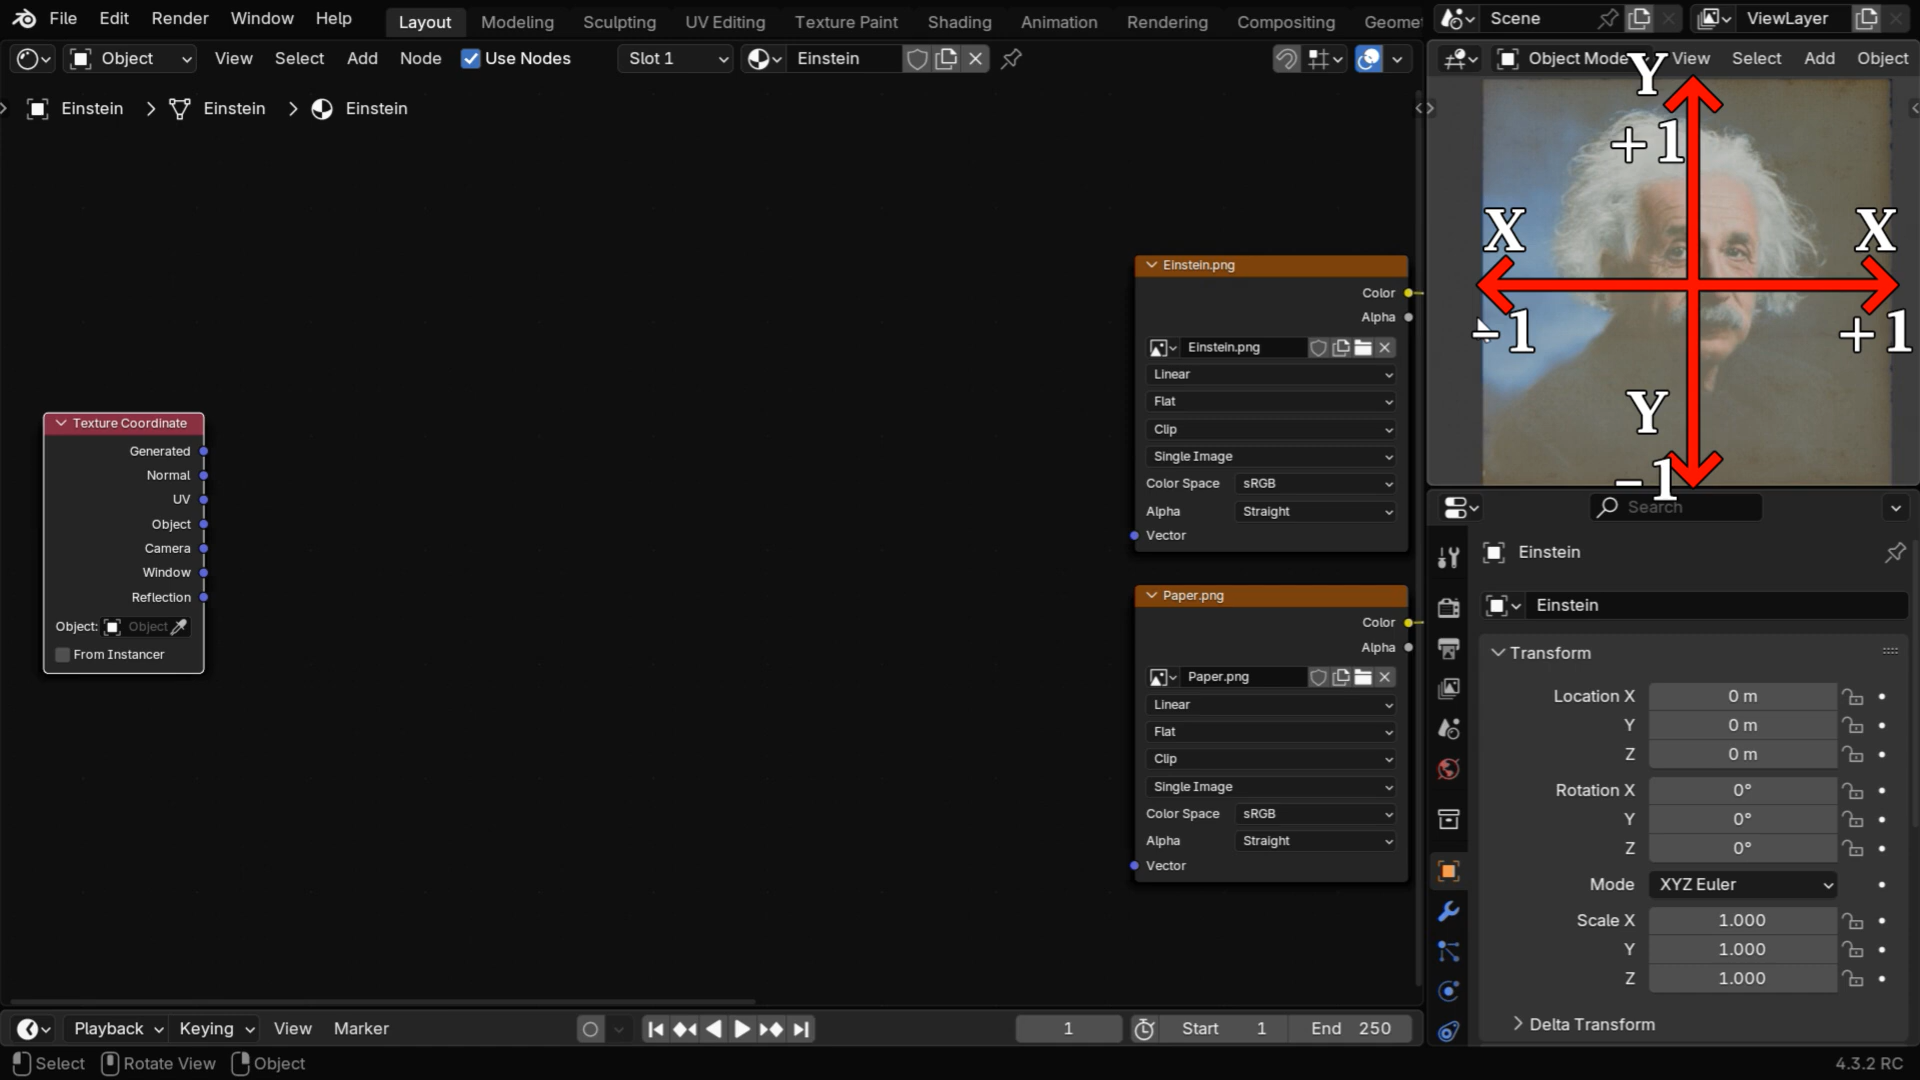 File Edit Render Window Help Layout Modeling Sculpting UV Editing Texture Paint Shading Animation Rendering Compositing Scene ViewLayer
Object View Select Add Node Use Nodes Slot 1 Einstein Object Mode View Select Add Object
Einstein Einstein Einstein
Y
+1
X X
-1 +1
Y
-1
Einstein.png
Color
Alpha
Einstein.png
Linear
Flat
Clip
Single Image
Color Space sRGB
Alpha Straight
Vector
Texture Coordinate
Generated
Normal
UV
Object
Camera
Window
Reflection
Object: Object
From Instancer
Paper.png
Color
Alpha
Paper.png
Linear
Flat
Clip
Single Image
Color Space sRGB
Alpha Straight
Vector
Search
Einstein
Einstein
Transform
Location X 0 m
Y 0 m
Z 0 m
Rotation X 0°
Y 0°
Z 0°
Mode XYZ Euler
Scale X 1.000
Y 1.000
Z 1.000
Delta Transform
Playback Keying View Marker 1 Start 1 End 250
Select Rotate View Object 4.3.2 RC